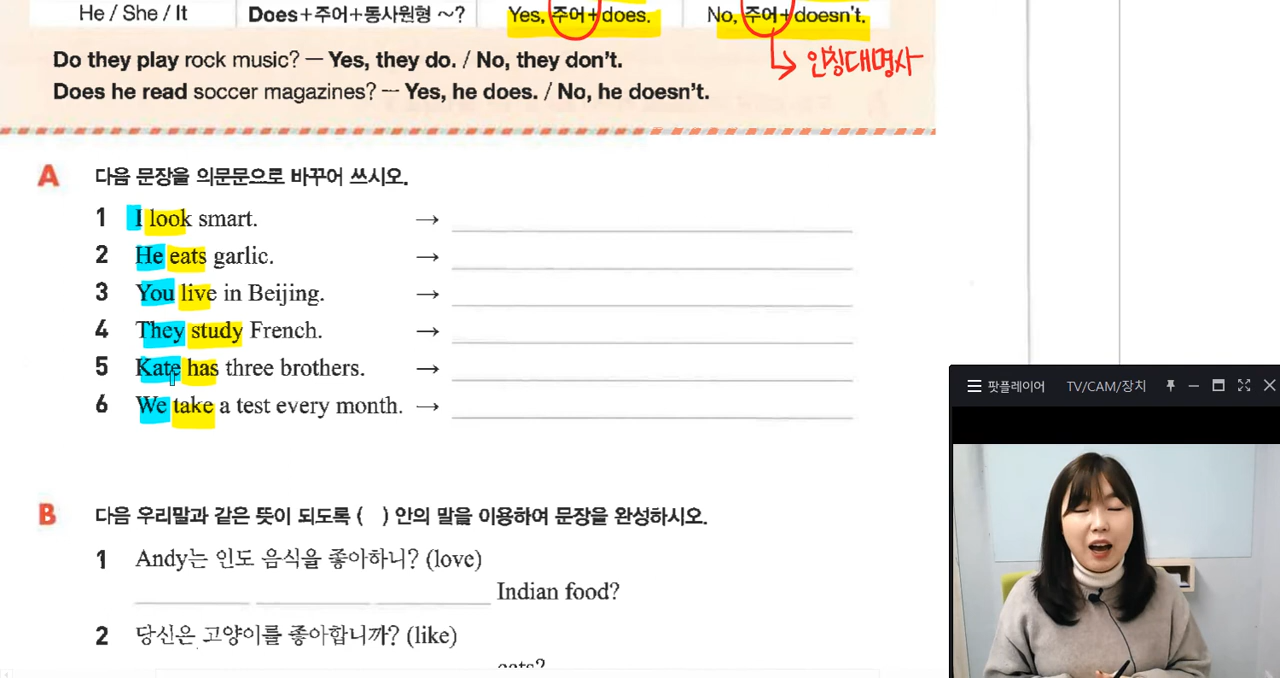 He / She / It Does+주어+동사원형 ~? Yes, 주어+does. No, 주어+doesn't.
인칭대명사
Do they play rock music? — Yes, they do. / No, they don't.
Does he read soccer magazines? — Yes, he does. / No, he doesn't.
A 다음 문장을 의문문으로 바꾸어 쓰시오.
1 I look smart. →
2 He eats garlic. →
3 You live in Beijing. →
4 They study French. →
5 Kate has three brothers. →
6 We take a test every month. →
B 다음 우리말과 같은 뜻이 되도록 ( ) 안의 말을 이용하여 문장을 완성하시오.
1 Andy는 인도 음식을 좋아하니? (love)
Indian food?
2 당신은 고양이를 좋아합니까? (like)
cats?
팟플레이어 TV/CAM/장치